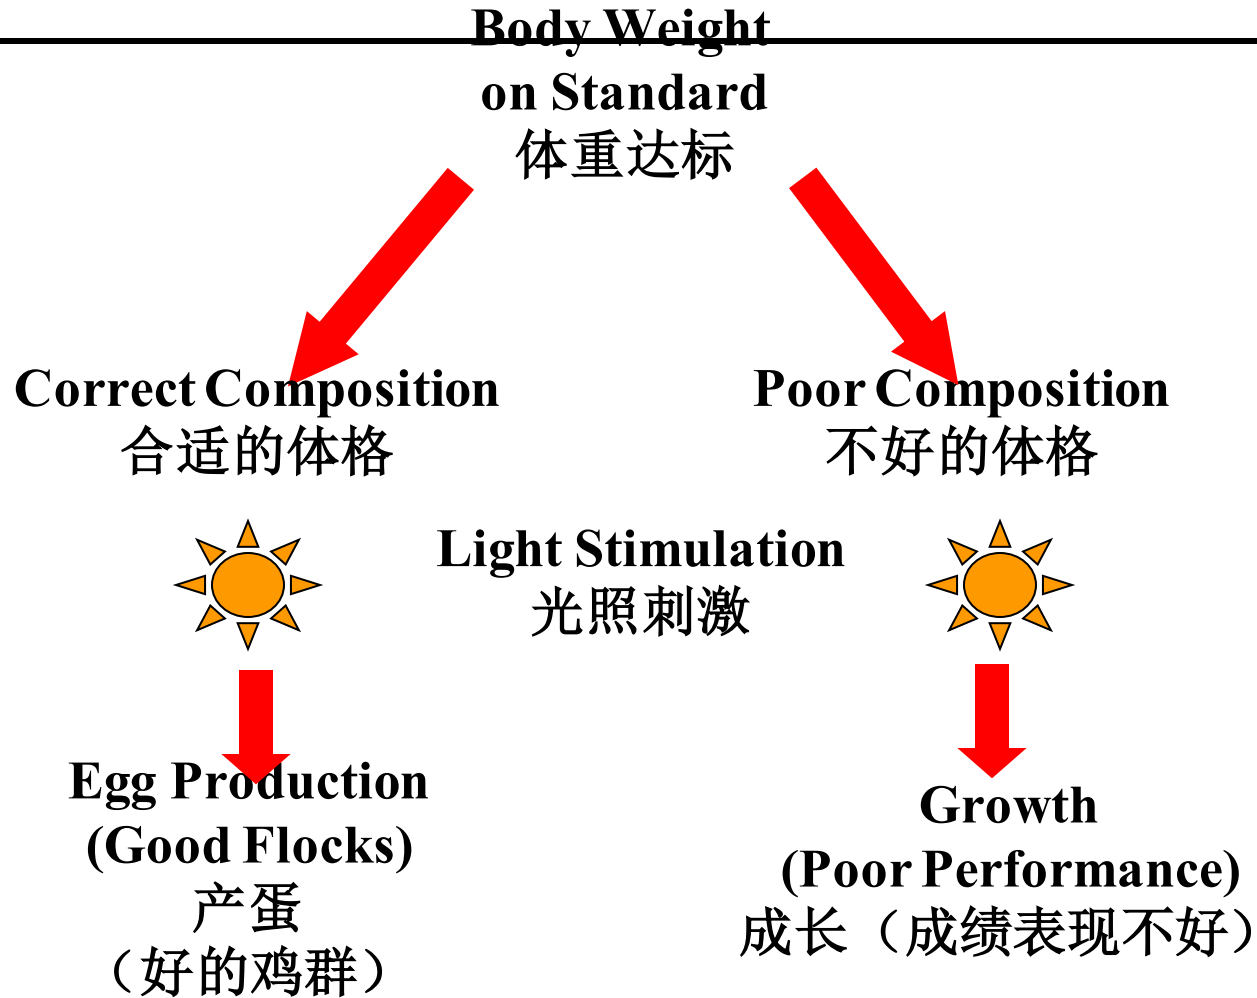 Body Weight
on Standard
体重达标
Correct Composition
合适的体格
Poor Composition
不好的体格
Light Stimulation
光照刺激
Egg Production
(Good Flocks)
产蛋
（好的鸡群）
Growth
(Poor Performance)
成长（成绩表现不好）